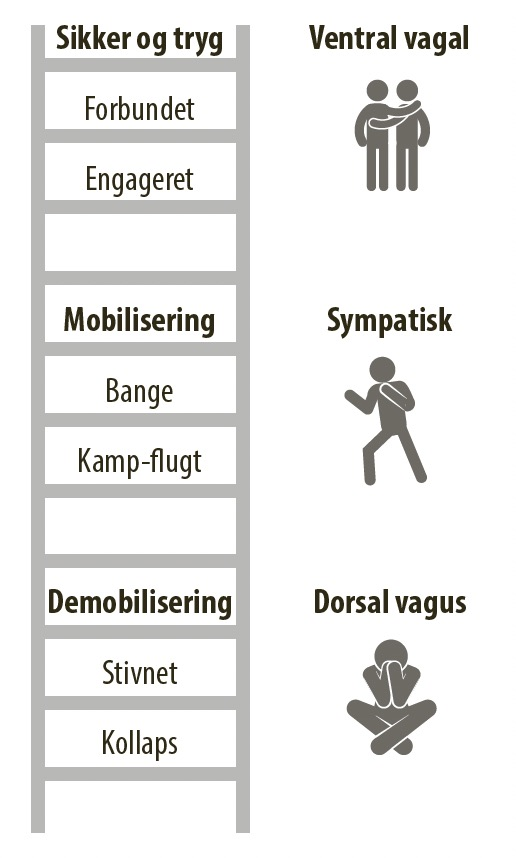 Sikker og tryg
Ventral vagal
Forbundet
Engageret
Mobilisering
Sympatisk
Bange
Kamp-flugt
Demobilisering
Dorsal vagus
Stivnet
Kollaps